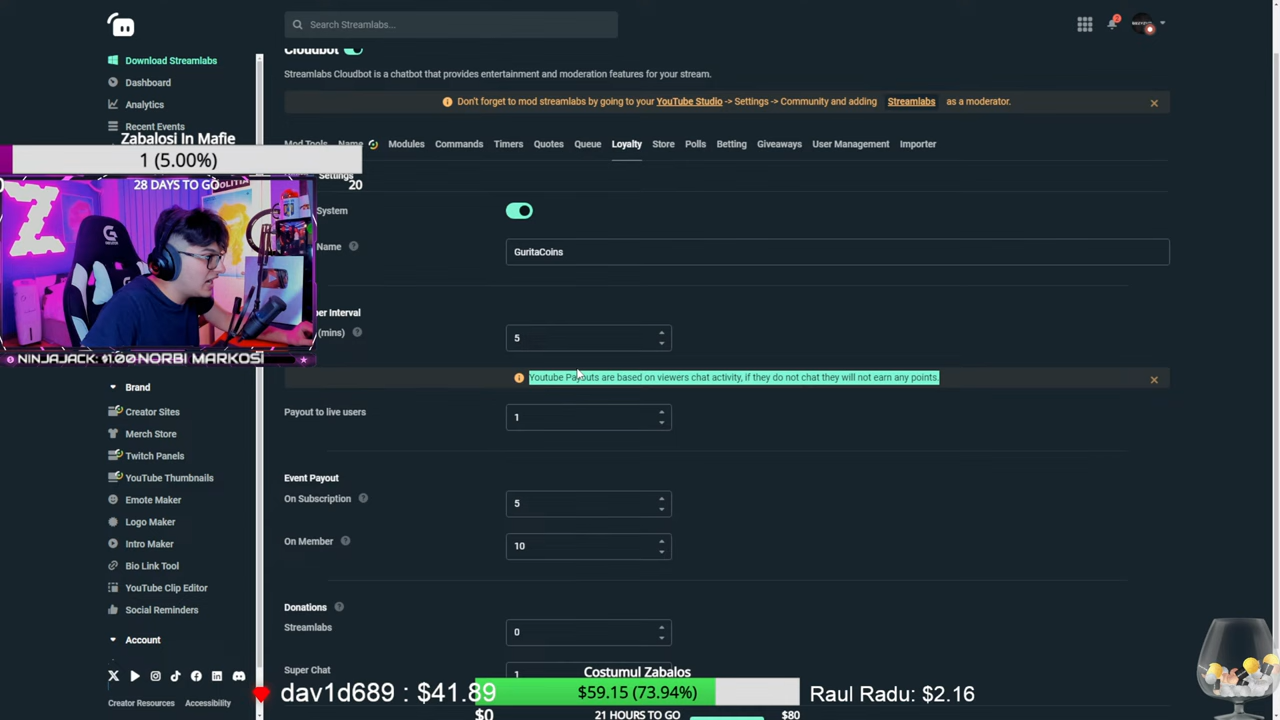 Search Streamlabs...
2
Download Streamlabs
Dashboard
Analytics
Recent Events
Zabalosi In Mafie
1 (5.00%)
28 DAYS TO GO
20
NINJAJACK: $1.00 NORBI MARKOSI
Brand
Creator Sites
Merch Store
Twitch Panels
YouTube Thumbnails
Emote Maker
Logo Maker
Intro Maker
Bio Link Tool
YouTube Clip Editor
Social Reminders
Account
Creator Resources Accessibility
Cloudbot
Streamlabs Cloudbot is a chatbot that provides entertainment and moderation features for your stream.
Don't forget to mod streamlabs by going to your YouTube Studio -> Settings -> Community and adding Streamlabs as a moderator.
Mod Tools Name Modules Commands Timers Quotes Queue Loyalty Store Polls Betting Giveaways User Management Importer
Settings
System
Name
GuritaCoins
per Interval
(mins)
5
Youtube Payouts are based on viewers chat activity, if they do not chat they will not earn any points.
Payout to live users
1
Event Payout
On Subscription
5
On Member
10
Donations
Streamlabs
0
Super Chat
1
Costumul Zabalos
dav1d689 : $41.89
$59.15 (73.94%)
Raul Radu: $2.16
$0
21 HOURS TO GO
$80